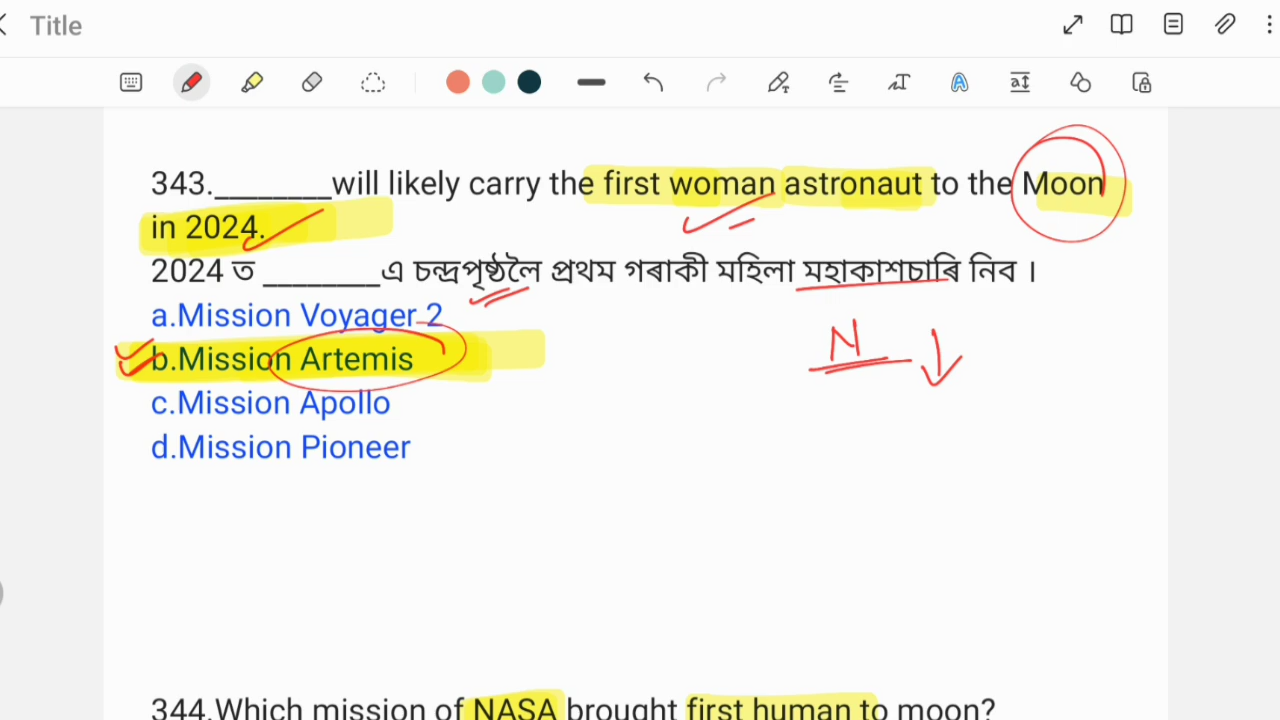 Title
343._______will likely carry the first woman astronaut to the Moon
in 2024.
2024 ত _______এ চন্দ্ৰপৃষ্ঠলৈ প্ৰথম গৰাকী মহিলা মহাকাশচাৰি নিব ।
a.Mission Voyager 2
b.Mission Artemis
N
c.Mission Apollo
d.Mission Pioneer
344.Which mission of NASA brought first human to moon?